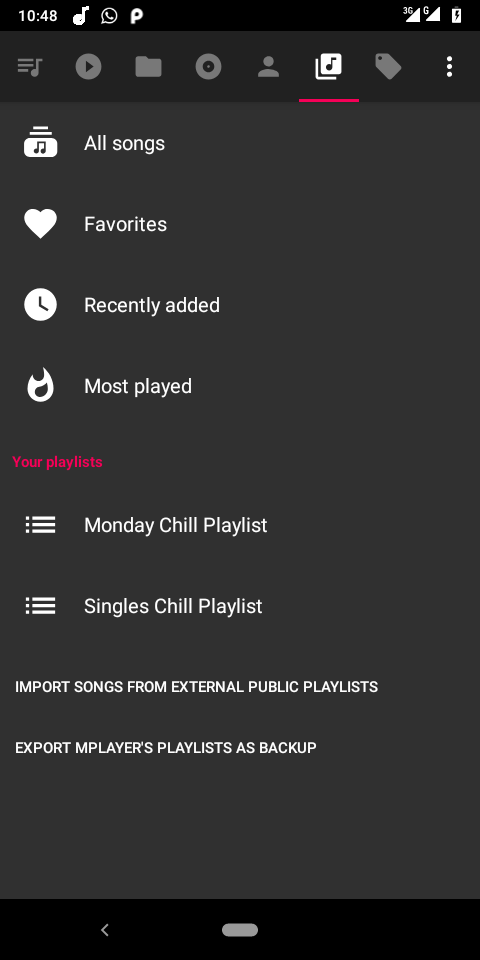 10:48
3G G
All songs
Favorites
Recently added
Most played
Your playlists
Monday Chill Playlist
Singles Chill Playlist
IMPORT SONGS FROM EXTERNAL PUBLIC PLAYLISTS
EXPORT MPLAYER'S PLAYLISTS AS BACKUP